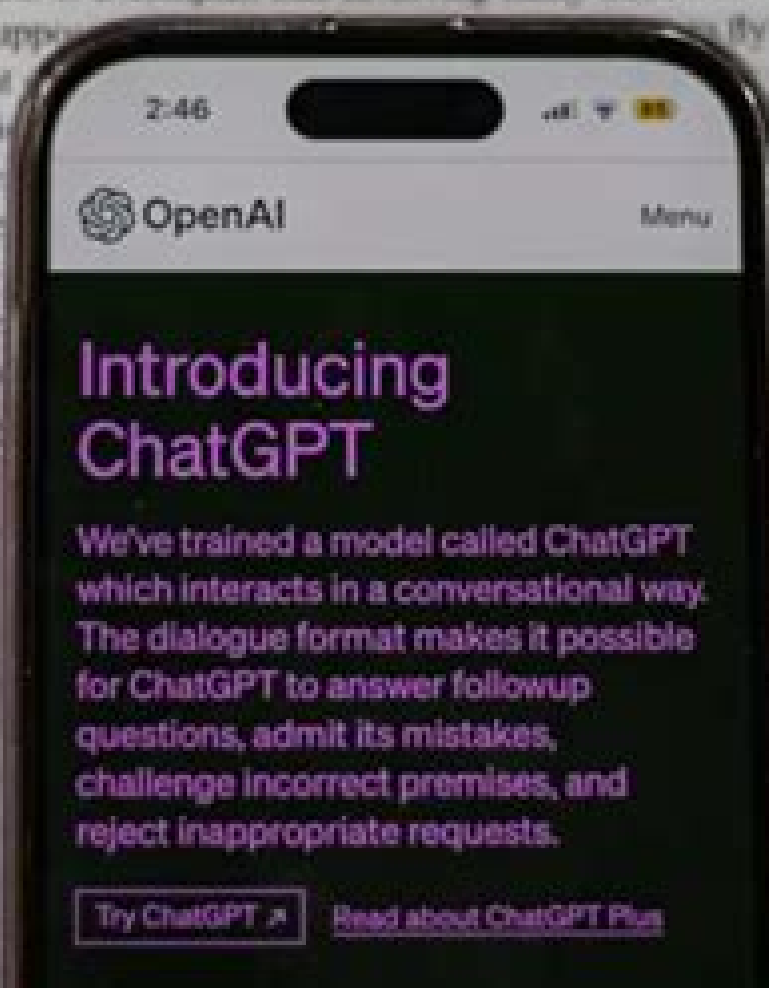 2:46
OpenAI
Menu
Introducing
ChatGPT
We've trained a model called ChatGPT
which interacts in a conversational way.
The dialogue format makes it possible
for ChatGPT to answer followup
questions, admit its mistakes,
challenge incorrect premises, and
reject inappropriate requests.
Try ChatGPT ↗
Read about ChatGPT Plus